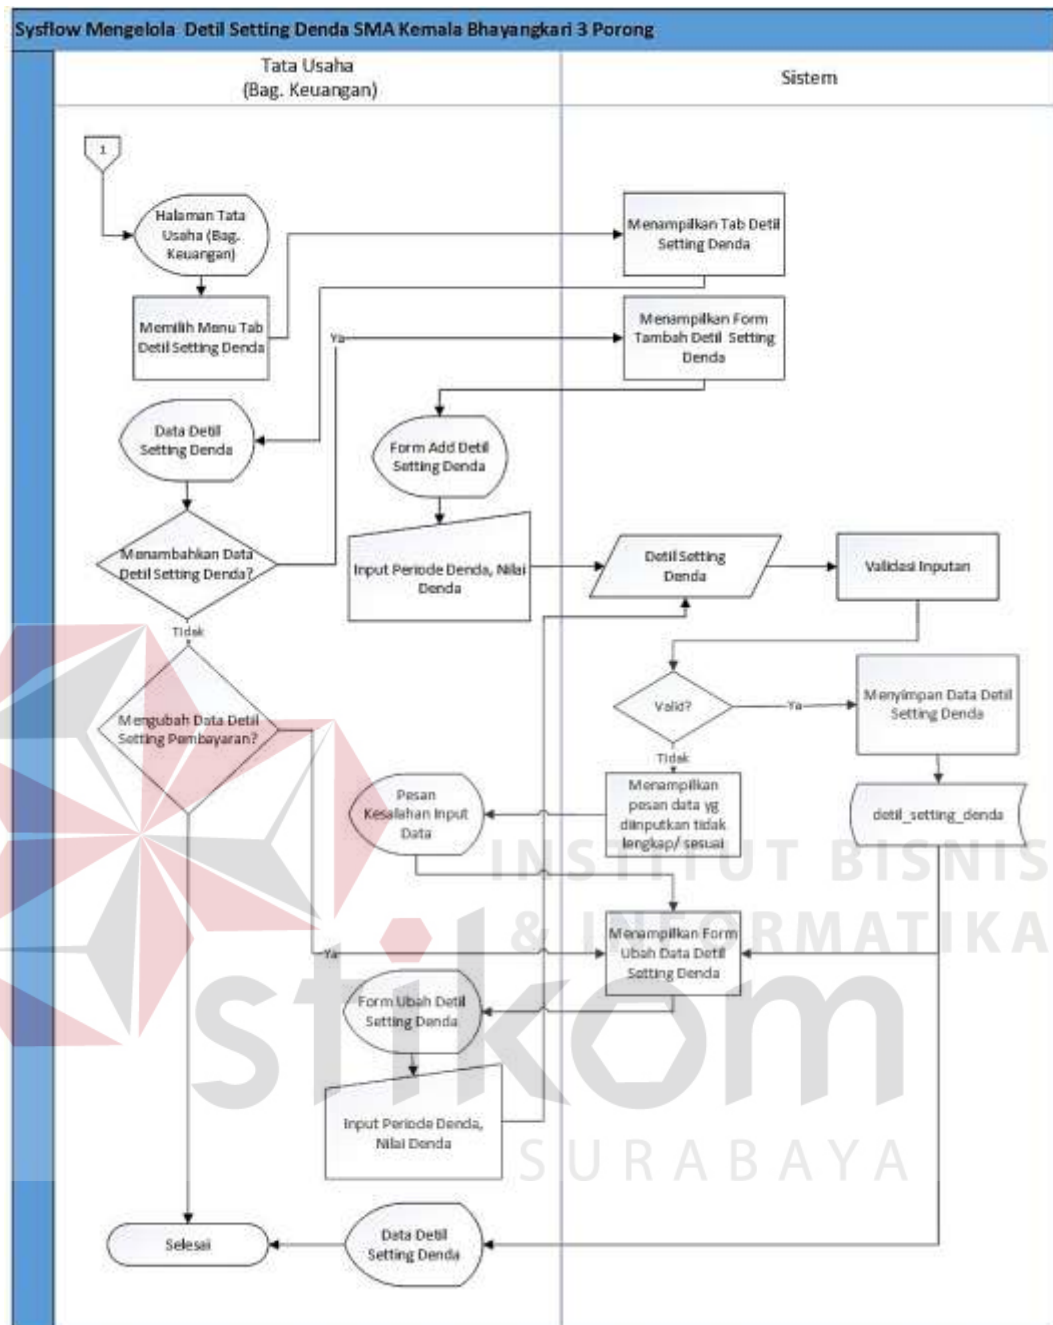 Sysflow Mengelola Detil Setting Denda SMA Kemala Bhayangkari 3 Porong
Tata Usaha
(Bag. Keuangan)
Sistem
1
Halaman Tata
Usaha (Bag.
Keuangan)
Menampilkan Tab Detil
Setting Denda
Memilih Menu Tab
Detil Setting Denda
Ya
Menampilkan Form
Tambah Detil Setting
Denda
Data Detil
Setting Denda
Form Add Detil
Setting Denda
Menambahkan Data
Detil Setting Denda?
Input Periode Denda, Nilai
Denda
Detil Setting
Denda
Validasi Inputan
Tidak
Mengubah Data Detil
Setting Pembayaran?
Valid?
Ya
Menyimpan Data Detil
Setting Denda
Tidak
Pesan
Kesalahan Input
Data
Menampilkan
pesan data yg
diinputkan tidak
lengkap/ sesuai
detil_setting_denda
INSTITUT BISNIS
& INFORMATIKA
Ya
Menampilkan Form
Ubah Data Detil
Setting Denda
Form Ubah Detil
Setting Denda
stikom
Input Periode Denda,
Nilai Denda
SURABAYA
Selesai
Data Detil
Setting Denda